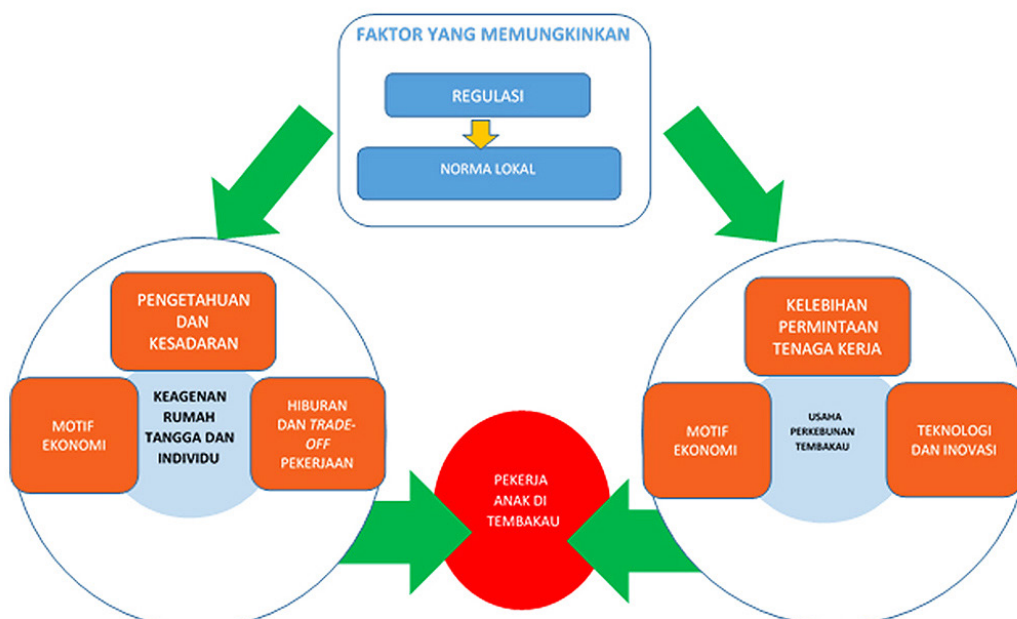 FAKTOR YANG MEMUNGKINKAN
REGULASI
NORMA LOKAL
PENGETAHUAN
DAN
KESADARAN
MOTIF
EKONOMI
KEAGENAN
RUMAH
TANGGA DAN
INDIVIDU
HIBURAN
DAN TRADE-
OFF
PEKERJAAN
PEKERJA
ANAK DI
TEMBAKAU
KELEBIHAN
PERMINTAAN
TENAGA KERJA
MOTIF
EKONOMI
USAHA
PERKEBUNAN
TEMBAKAU
TEKNOLOGI
DAN INOVASI